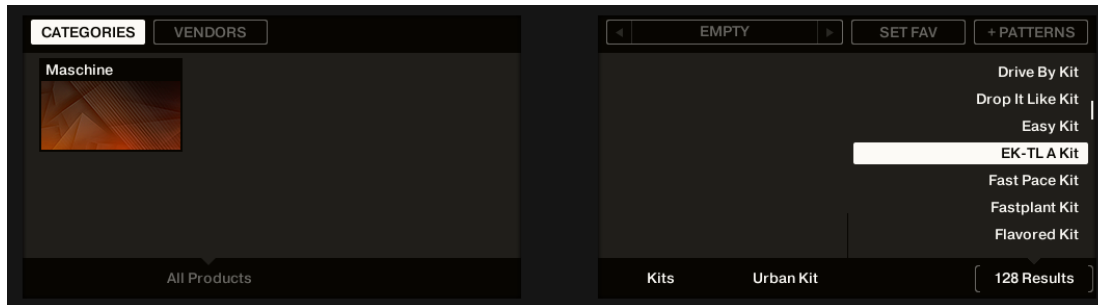 CATEGORIES VENDORS
Maschine
All Products
EMPTY SET FAV + PATTERNS
Drive By Kit
Drop It Like Kit
Easy Kit
EK-TL A Kit
Fast Pace Kit
Fastplant Kit
Flavored Kit
Kits Urban Kit 128 Results